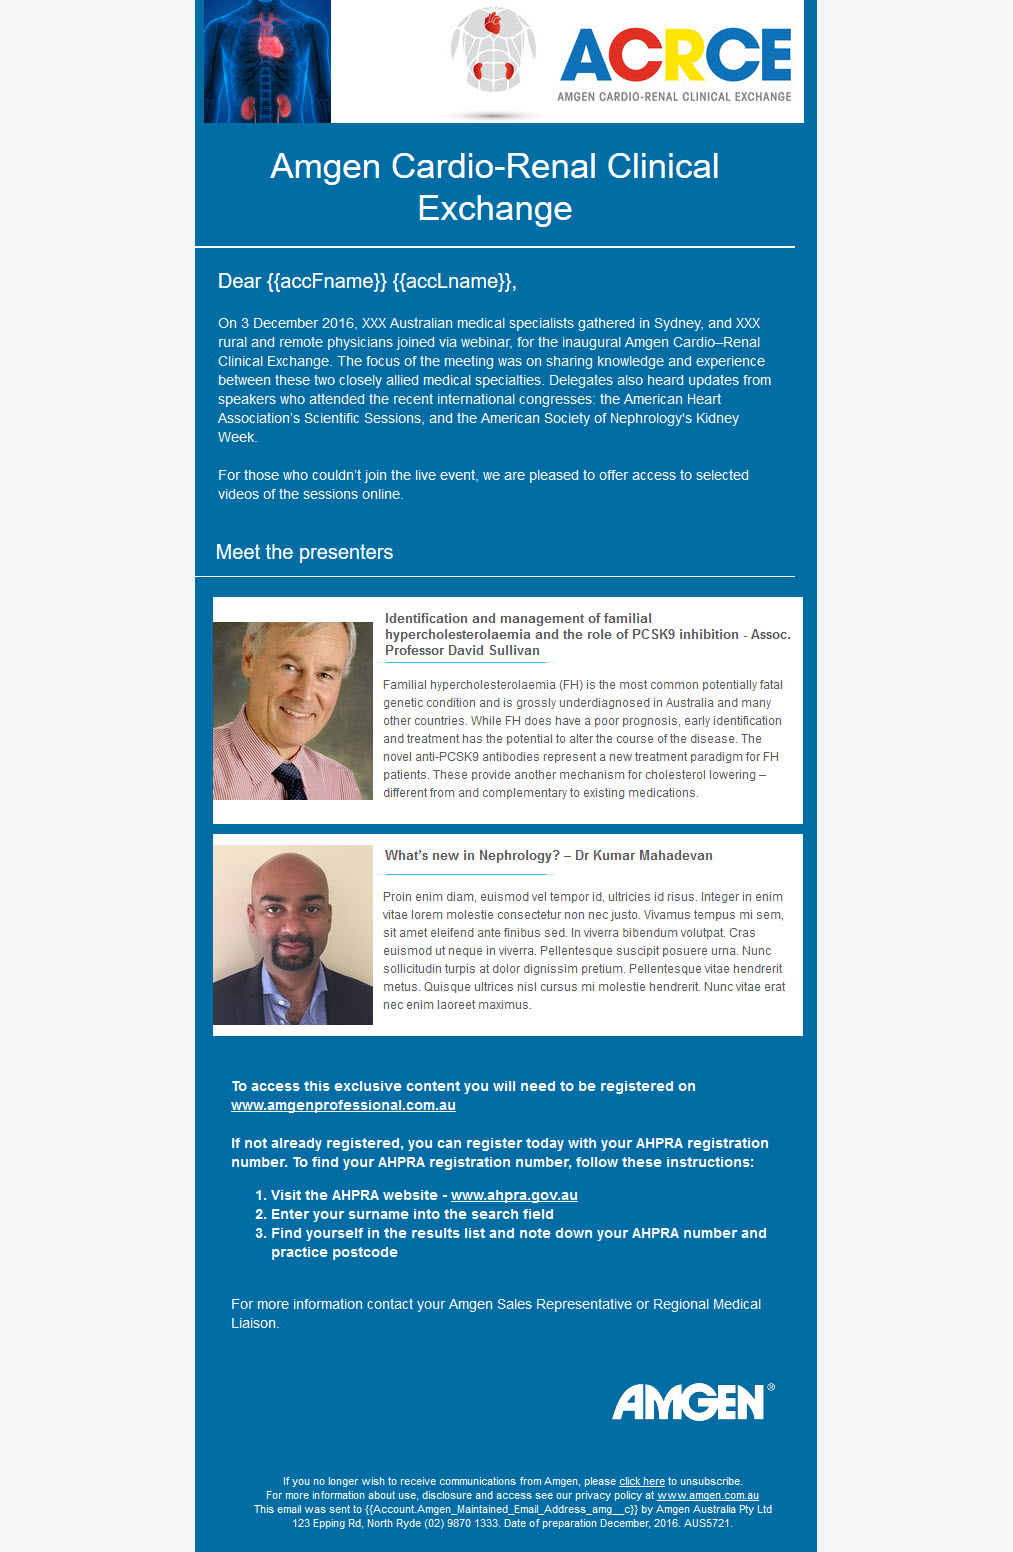 ACRCE
AMGEN CARDIO-RENAL CLINICAL EXCHANGE
Amgen Cardio-Renal Clinical
Exchange
Dear {{accFname}} {{accLname}},
On 3 December 2016, XXX Australian medical specialists gathered in Sydney, and XXX
rural and remote physicians joined via webinar, for the inaugural Amgen Cardio–Renal
Clinical Exchange. The focus of the meeting was on sharing knowledge and experience
between these two closely allied medical specialties. Delegates also heard updates from
speakers who attended the recent international congresses: the American Heart
Association's Scientific Sessions, and the American Society of Nephrology's Kidney
Week.
For those who couldn't join the live event, we are pleased to offer access to selected
videos of the sessions online.
Meet the presenters
Identification and management of familial
hypercholesterolaemia and the role of PCSK9 inhibition - Assoc.
Professor David Sullivan
Familial hypercholesterolaemia (FH) is the most common potentially fatal
genetic condition and is grossly underdiagnosed in Australia and many
other countries. While FH does have a poor prognosis, early identification
and treatment has the potential to alter the course of the disease. The
novel anti-PCSK9 antibodies represent a new treatment paradigm for FH
patients. These provide another mechanism for cholesterol lowering –
different from and complementary to existing medications.
What's new in Nephrology? – Dr Kumar Mahadevan
Proin enim diam, euismod vel tempor id, ultricies id risus. Integer in enim
vitae lorem molestie consectetur non nec justo. Vivamus tempus mi sem,
sit amet eleifend ante finibus sed. In viverra bibendum volutpat. Cras
euismod ut neque in viverra. Pellentesque suscipit posuere urna. Nunc
sollicitudin turpis at dolor dignissim pretium. Pellentesque vitae hendrerit
metus. Quisque ultrices nisl cursus mi molestie hendrerit. Nunc vitae erat
nec enim laoreet maximus.
To access this exclusive content you will need to be registered on
www.amgenprofessional.com.au
If not already registered, you can register today with your AHPRA registration
number. To find your AHPRA registration number, follow these instructions:
1. Visit the AHPRA website - www.ahpra.gov.au
2. Enter your surname into the search field
3. Find yourself in the results list and note down your AHPRA number and
practice postcode
For more information contact your Amgen Sales Representative or Regional Medical
Liaison.
AMGEN®
If you no longer wish to receive communications from Amgen, please click here to unsubscribe.
For more information about use, disclosure and access see our privacy policy at www.amgen.com.au
This email was sent to {{Account.Amgen_Maintained_Email_Address_amg__c}} by Amgen Australia Pty Ltd
123 Epping Rd, North Ryde (02) 9870 1333. Date of preparation December, 2016. AUS5721.